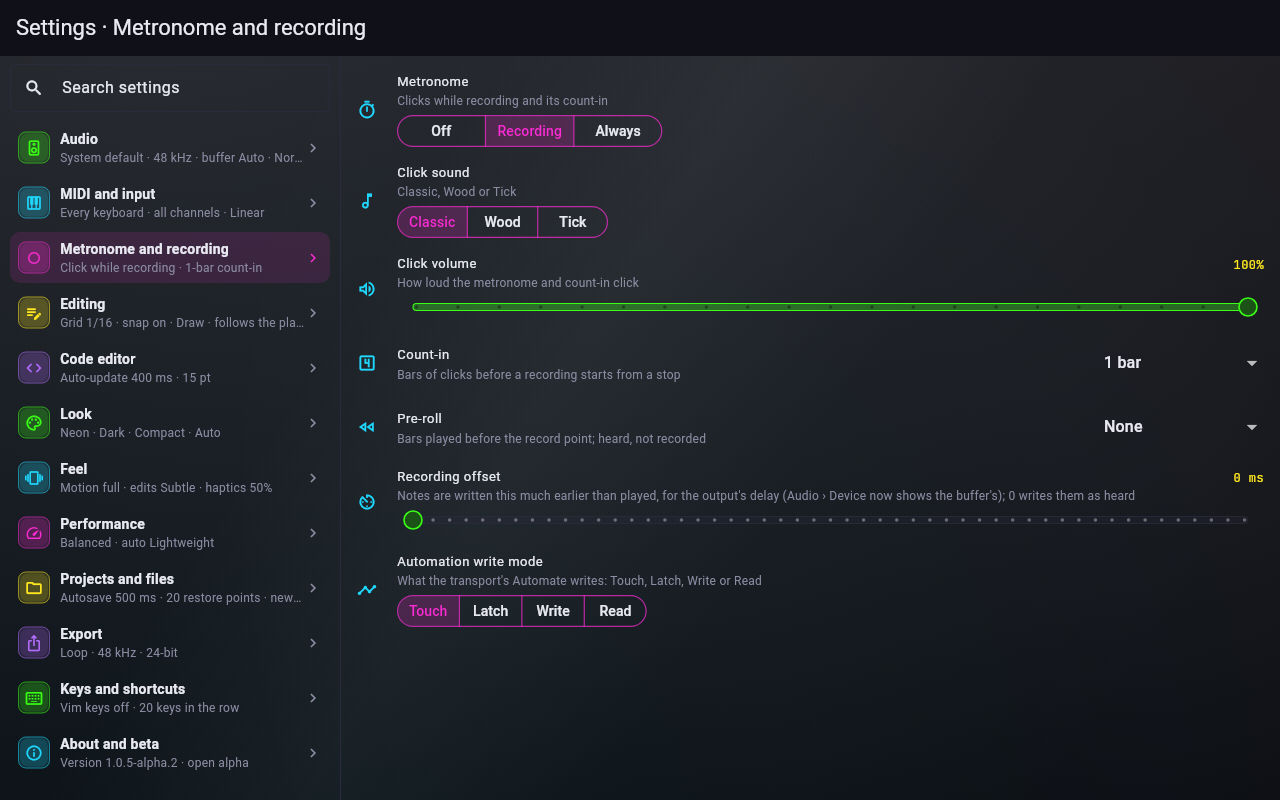 Settings · Metronome and recording
Search settings
Audio
System default · 48 kHz · buffer Auto · Nor…
MIDI and input
Every keyboard · all channels · Linear
Metronome and recording
Click while recording · 1-bar count-in
Editing
Grid 1/16 · snap on · Draw · follows the pla…
Code editor
Auto-update 400 ms · 15 pt
Look
Neon · Dark · Compact · Auto
Feel
Motion full · edits Subtle · haptics 50%
Performance
Balanced · auto Lightweight
Projects and files
Autosave 500 ms · 20 restore points · new…
Export
Loop · 48 kHz · 24-bit
Keys and shortcuts
Vim keys off · 20 keys in the row
About and beta
Version 1.0.5-alpha.2 · open alpha
Metronome
Clicks while recording and its count-in
Off Recording Always
Click sound
Classic, Wood or Tick
Classic Wood Tick
Click volume 100%
How loud the metronome and count-in click
Count-in
Bars of clicks before a recording starts from a stop
1 bar
Pre-roll
Bars played before the record point; heard, not recorded
None
Recording offset 0 ms
Notes are written this much earlier than played, for the output's delay (Audio › Device now shows the buffer's); 0 writes them as heard
Automation write mode
What the transport's Automate writes: Touch, Latch, Write or Read
Touch Latch Write Read